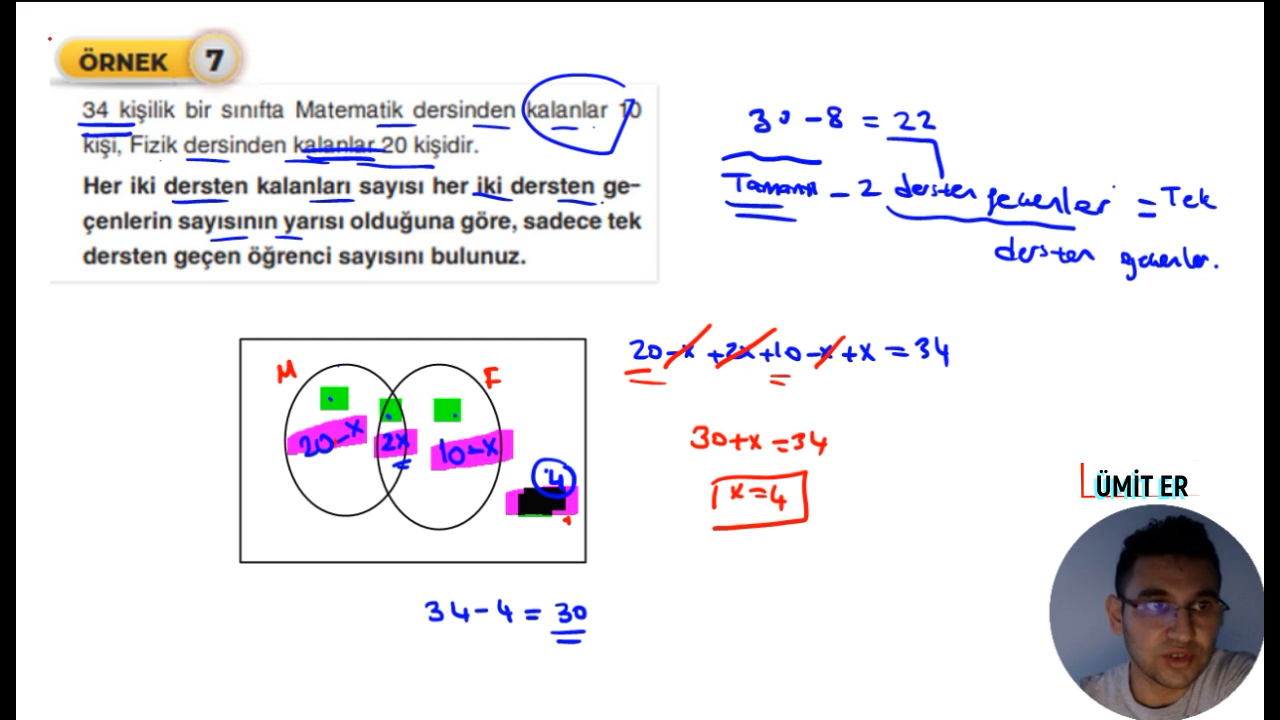 ÖRNEK 7
34 kişilik bir sınıfta Matematik dersinden kalanlar 10
kişi, Fizik dersinden kalanlar 20 kişidir.
Her iki dersten kalanları sayısı her iki dersten ge-
çenlerin sayısının yarısı olduğuna göre, sadece tek
dersten geçen öğrenci sayısını bulunuz.
30 - 8 = 22
Tamamı - 2 dersten geçenler = Tek
dersten geçenler.
20 - x + 2x + 10 - x + x = 34
30 + x = 34
x = 4
M F
20 - x 2x 10 - x
4
34 - 4 = 30
ÜMİT ER